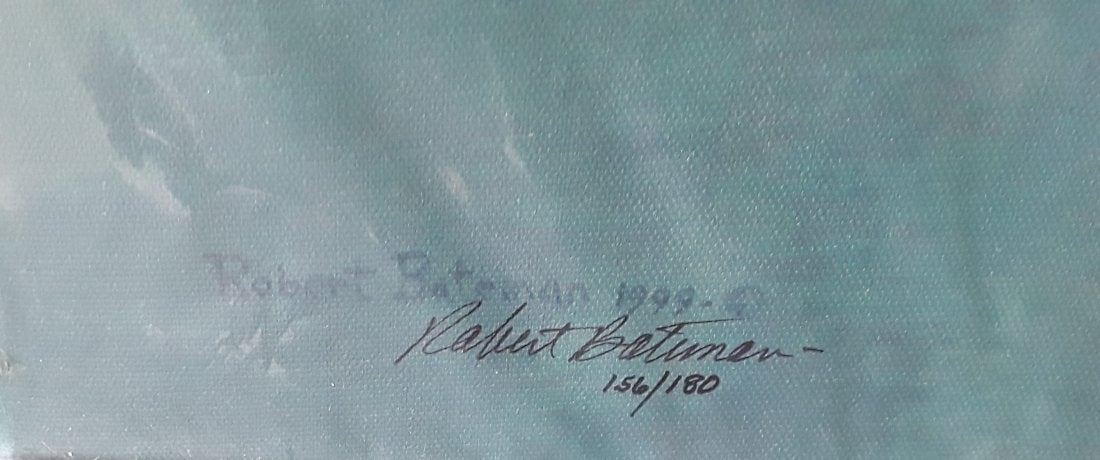 Robert Bateman 1999-©
Robert Bateman-
156/180